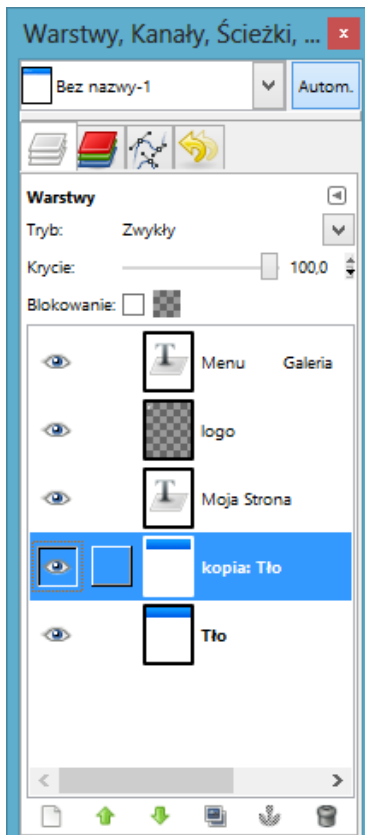 Warstwy, Kanały, Ścieżki, ...
Bez nazwy-1
Autom.
Warstwy
Tryb: Zwykły
Krycie: 100,0
Blokowanie:
Menu Galeria
logo
Moja Strona
kopia: Tło
Tło